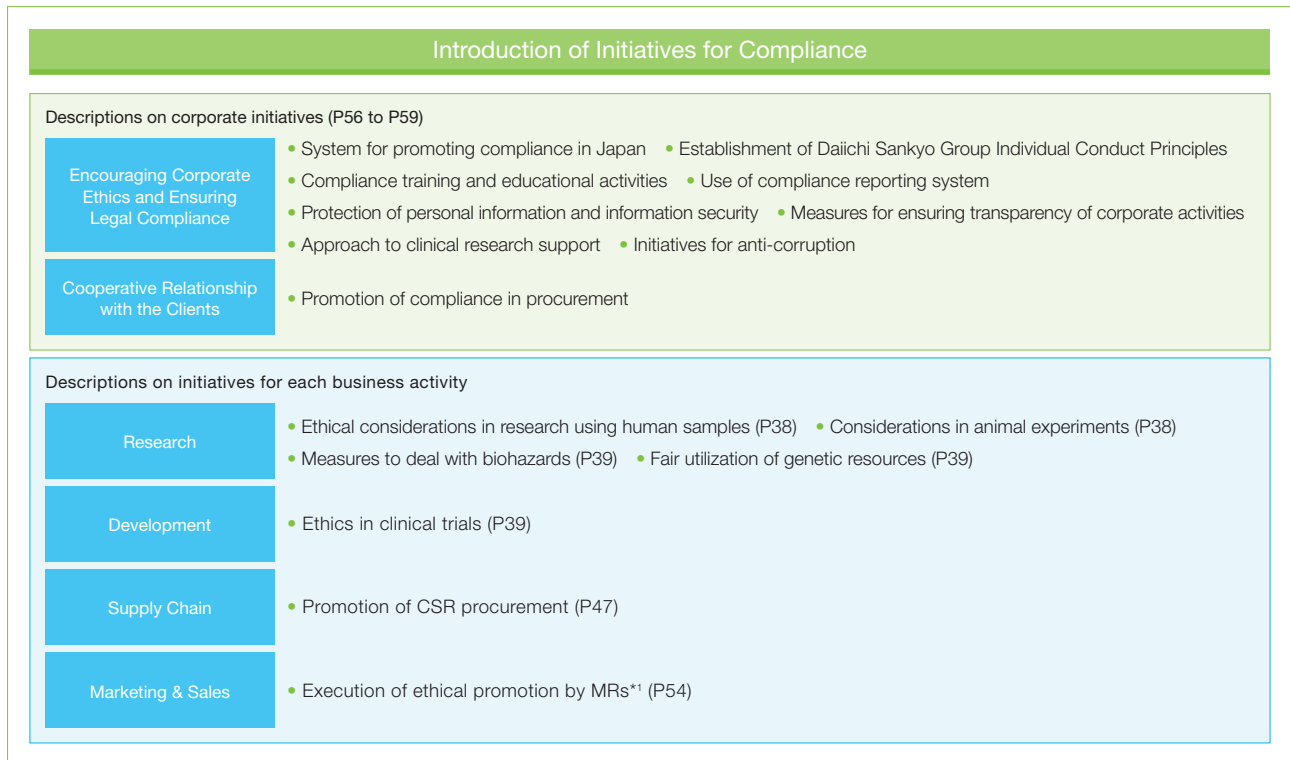 Introduction of Initiatives for Compliance
Descriptions on corporate initiatives (P56 to P59)
Encouraging Corporate
Ethics and Ensuring
Legal Compliance
• System for promoting compliance in Japan • Establishment of Daiichi Sankyo Group Individual Conduct Principles
• Compliance training and educational activities • Use of compliance reporting system
• Protection of personal information and information security • Measures for ensuring transparency of corporate activities
• Approach to clinical research support • Initiatives for anti-corruption
Cooperative Relationship
with the Clients
• Promotion of compliance in procurement
Descriptions on initiatives for each business activity
Research
• Ethical considerations in research using human samples (P38) • Considerations in animal experiments (P38)
• Measures to deal with biohazards (P39) • Fair utilization of genetic resources (P39)
Development
• Ethics in clinical trials (P39)
Supply Chain
• Promotion of CSR procurement (P47)
Marketing & Sales
• Execution of ethical promotion by MRs*1 (P54)